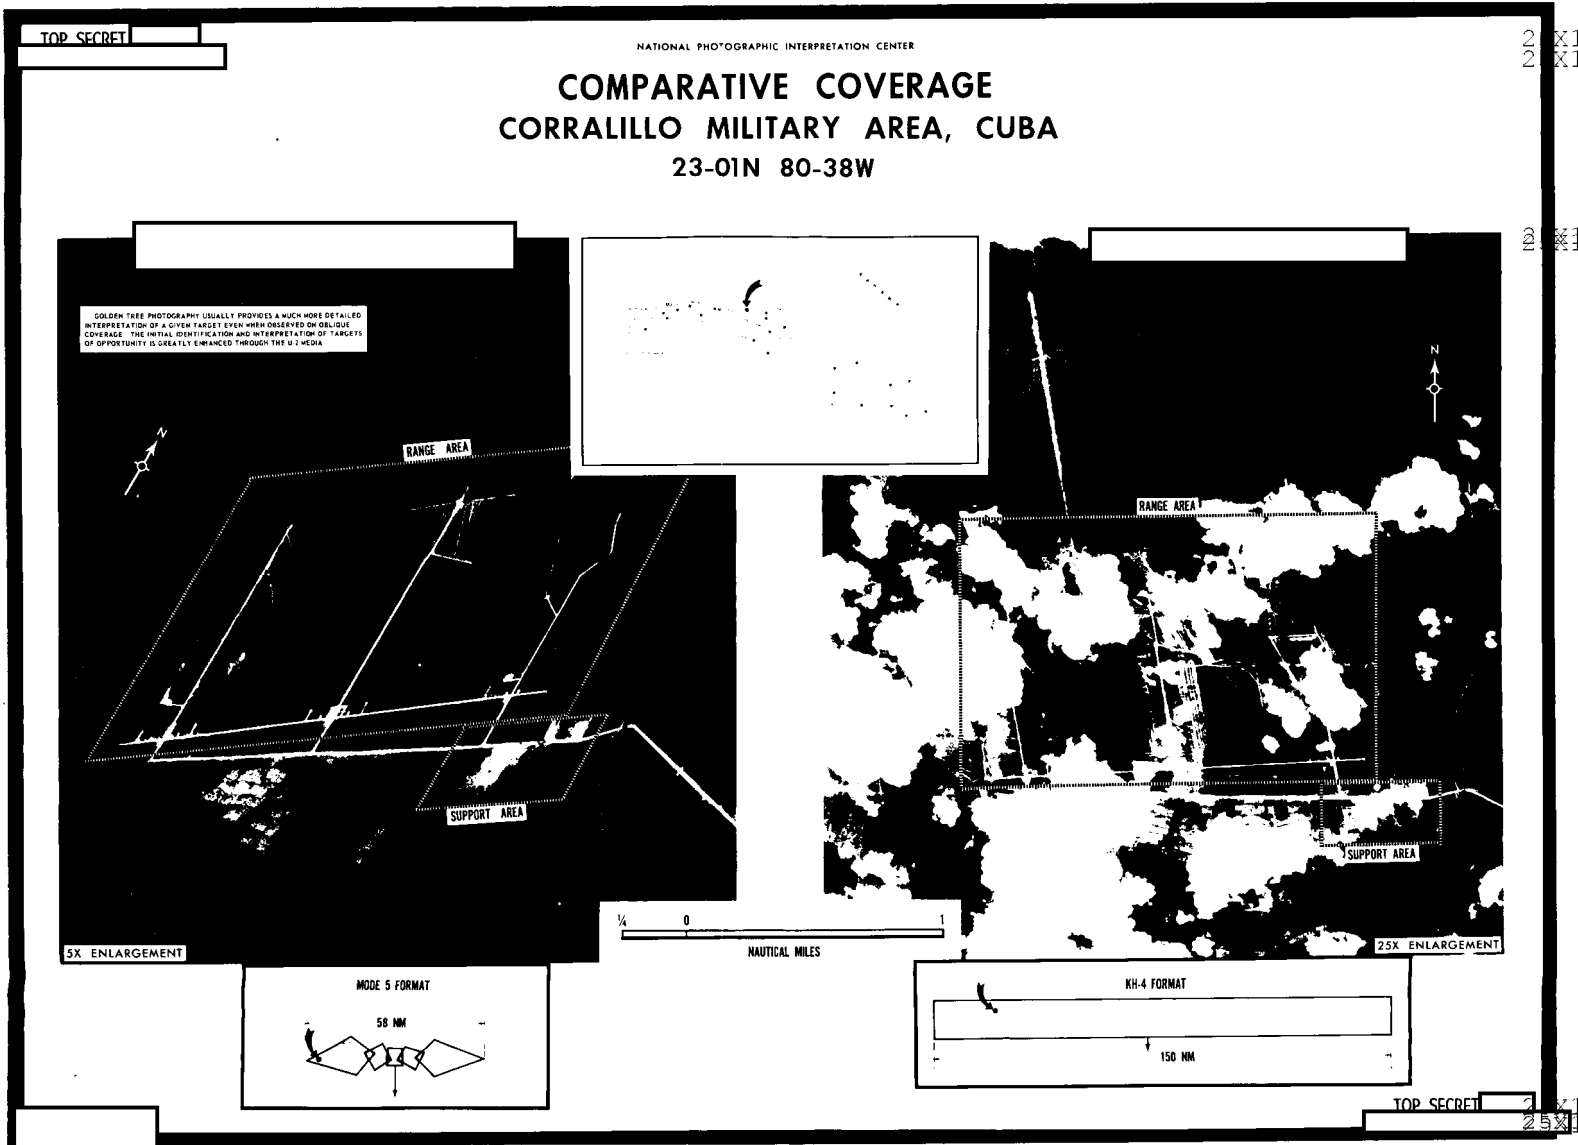 TOP SECRET
NATIONAL PHOTOGRAPHIC INTERPRETATION CENTER
COMPARATIVE COVERAGE
CORRALILLO MILITARY AREA, CUBA
23-01N 80-38W
GOLDEN TREE PHOTOGRAPHY USUALLY PROVIDES A MUCH MORE DETAILED
INTERPRETATION OF A GIVEN TARGET EVEN WHEN OBSERVED ON OBLIQUE
COVERAGE THE INITIAL IDENTIFICATION AND INTERPRETATION OF TARGETS
OF OPPORTUNITY IS GREATLY ENHANCED THROUGH THE U-2 MEDIA
N
RANGE AREA
SUPPORT AREA
5X ENLARGEMENT
N
RANGE AREA
SUPPORT AREA
25X ENLARGEMENT
¼ 0 1
NAUTICAL MILES
MODE 5 FORMAT
58 NM
KH-4 FORMAT
150 NM
TOP SECRET
25X1